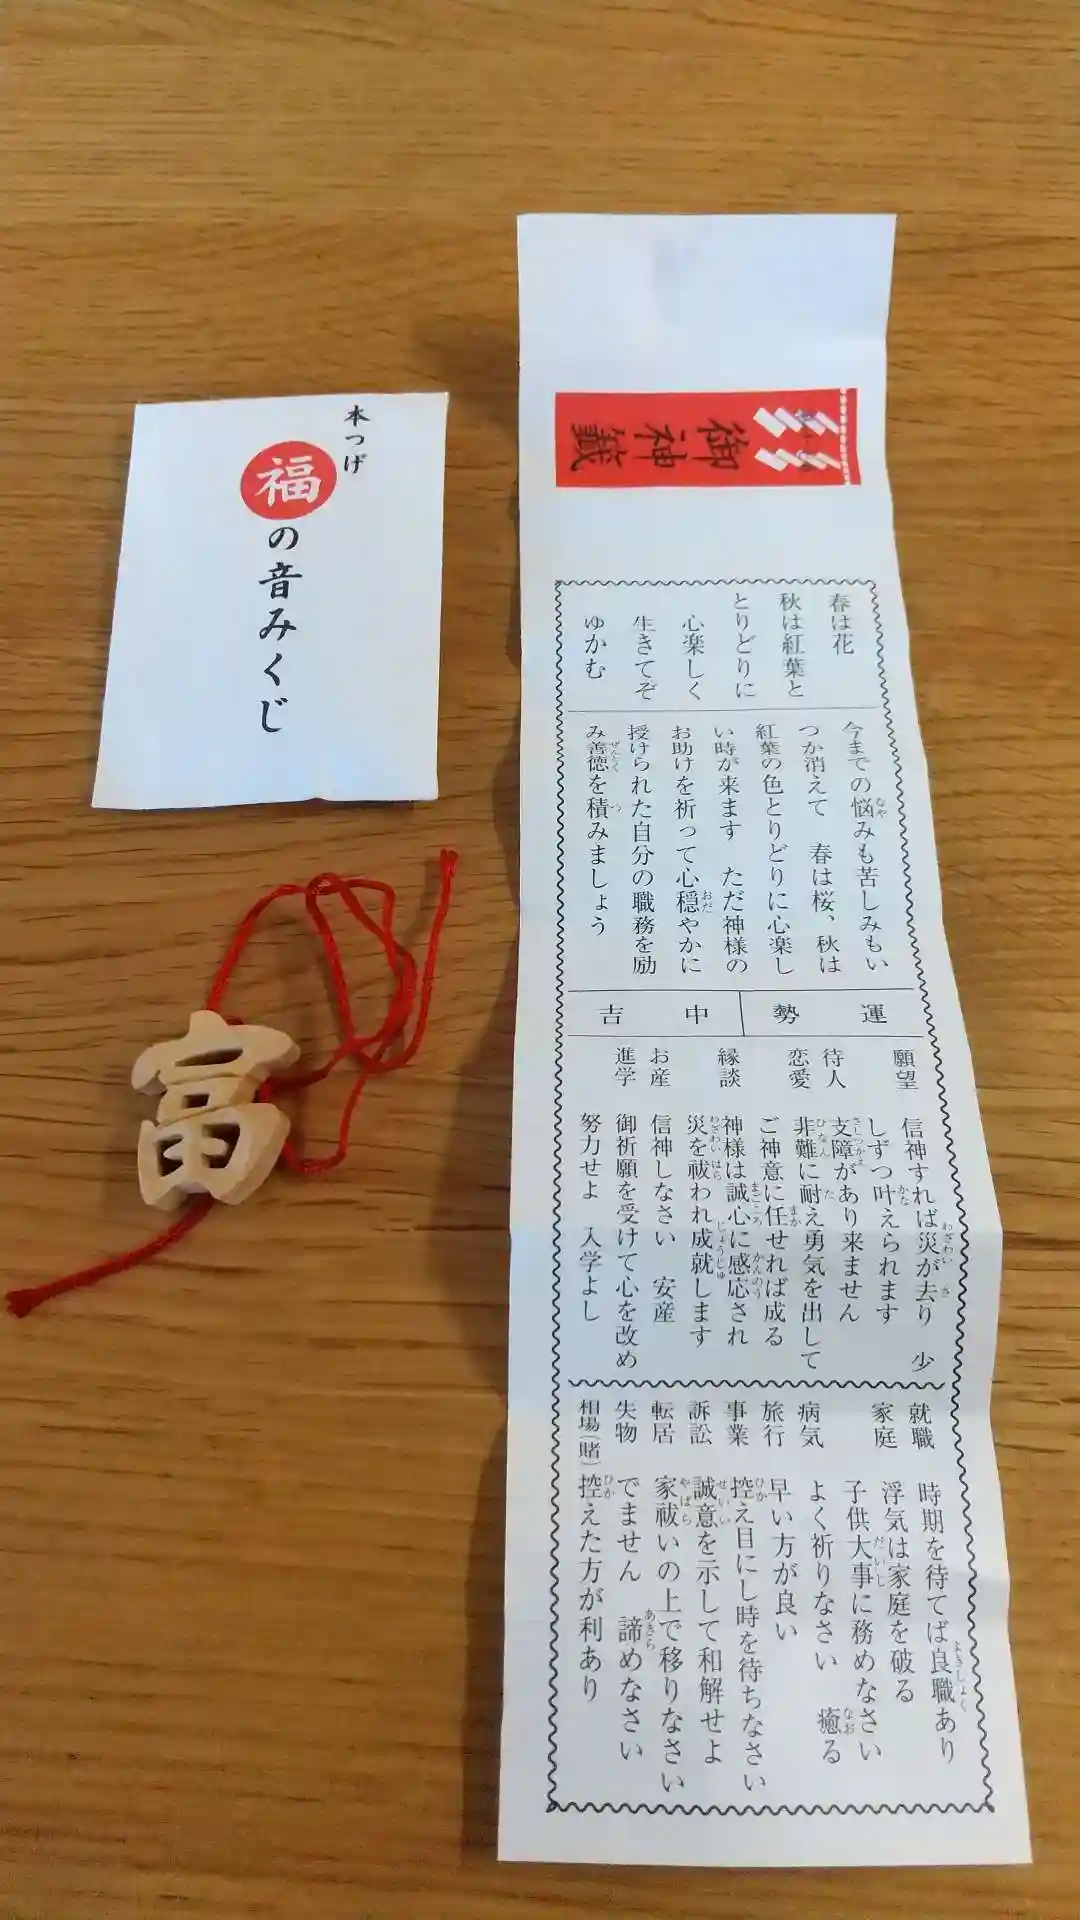 本つげ
福の音みくじ
富
御神籤
春は花
秋は紅葉と
とりどりに
心楽しく
生きてぞ
ゆかむ
今までの悩みも苦しみもい
つか消えて 春は桜、秋は
紅葉の色とりどりに心楽し
い時が来ます ただ神様の
お助けを祈って心穏やかに
授けられた自分の職務を励
み善徳を積みましょう
運勢 中吉
願望 信神すれば災が去り 少
しずつ叶えられます
待人 支障があり来ません
恋愛 非難に耐え勇気を出して
ご神意に任せれば成る
縁談 神様は誠心に感応され
災を祓われ成就します
お産 信神しなさい 安産
進学 御祈願を受けて心を改め
努力せよ 入学よし
就職 時期を待てば良職あり
家庭 浮気は家庭を破る
子供大事に務めなさい
病気 よく祈りなさい 癒る
旅行 早い方が良い
事業 控え目にし時を待ちなさい
訴訟 誠意を示して和解せよ
転居 家祓いの上で移りなさい
失物 でません 諦めなさい
相場(賭) 控えた方が利あり